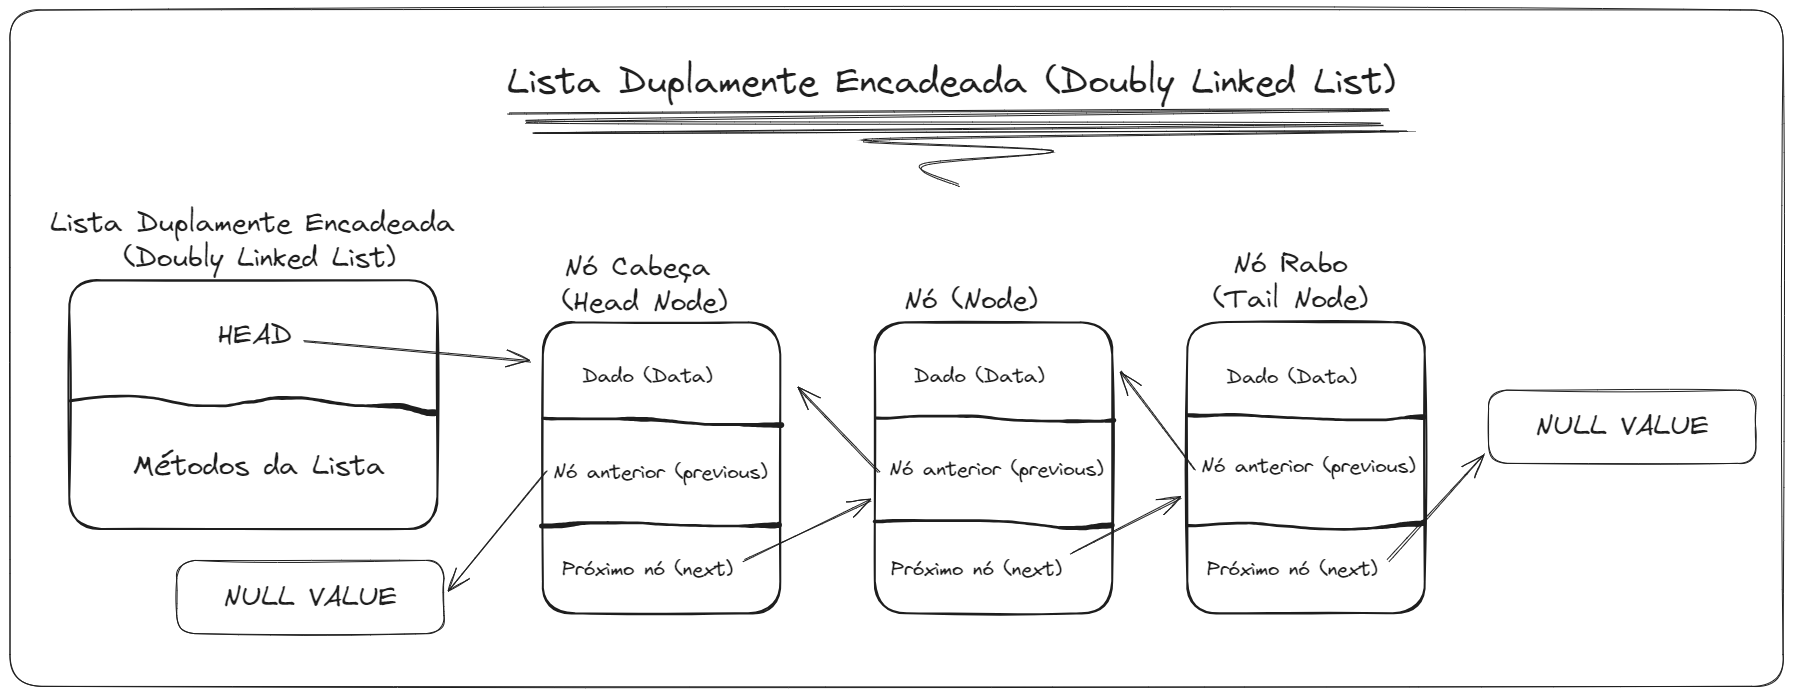 Lista Duplamente Encadeada (Doubly Linked List)
Lista Duplamente Encadeada
(Doubly Linked List)
HEAD
Métodos da Lista
NULL VALUE
Nó Cabeça
(Head Node)
Dado (Data)
Nó anterior (previous)
Próximo nó (next)
Nó (Node)
Dado (Data)
Nó anterior (previous)
Próximo nó (next)
Nó Rabo
(Tail Node)
Dado (Data)
Nó anterior (previous)
Próximo nó (next)
NULL VALUE